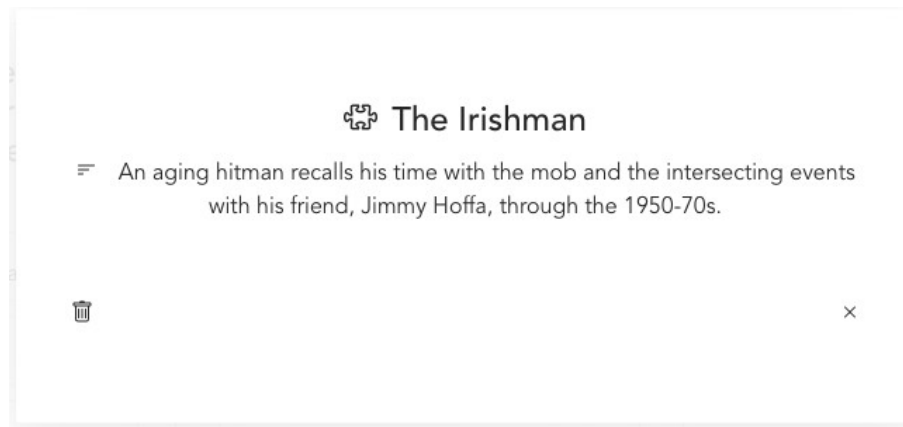 The Irishman
An aging hitman recalls his time with the mob and the intersecting events
with his friend, Jimmy Hoffa, through the 1950-70s.